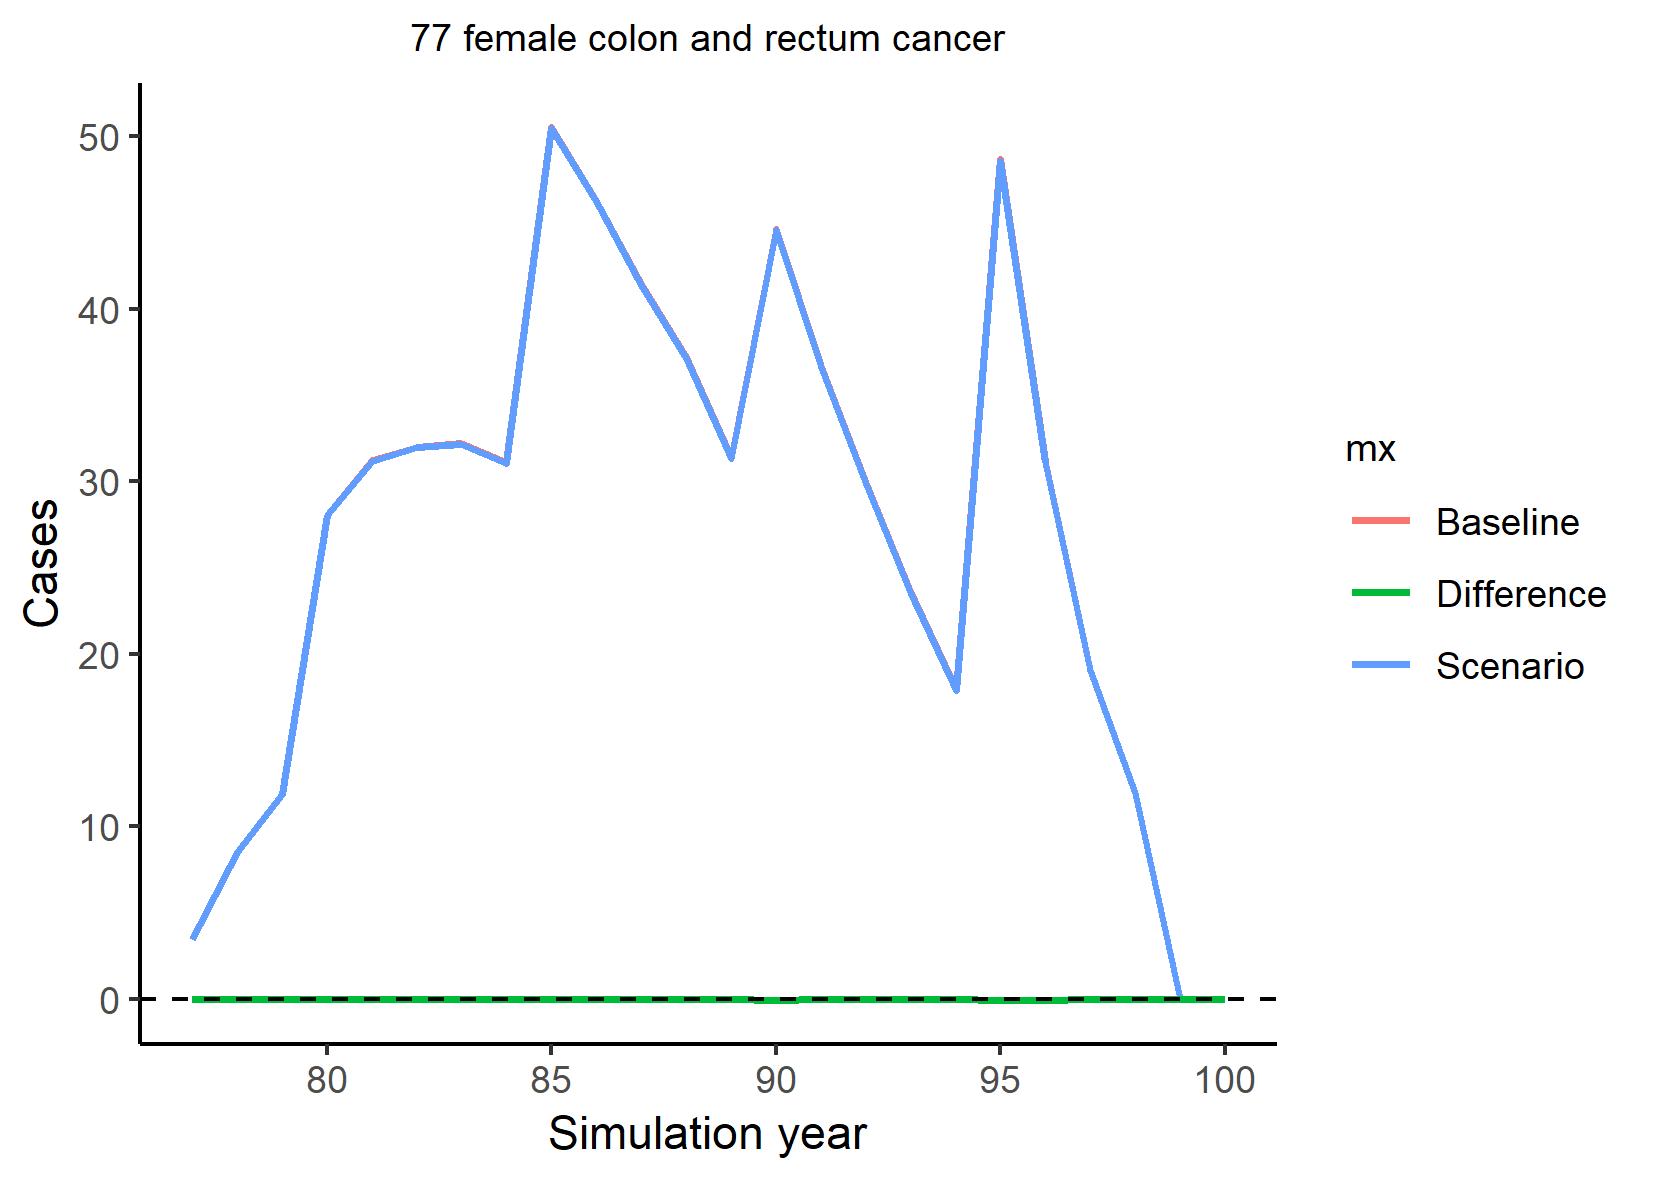 77 female colon and rectum cancer
50
40
30
20
10
0
Cases
80 85 90 95 100
Simulation year
mx
Baseline
Difference
Scenario